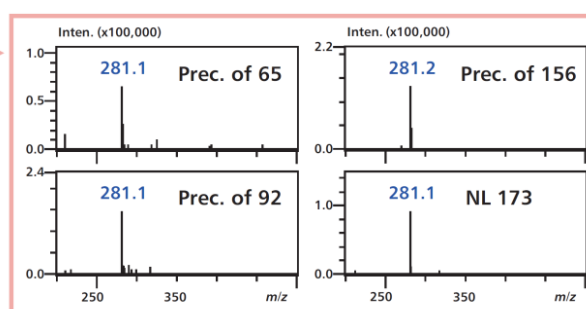 Inten. (x100,000)
1.0
0.5
0.0
281.1
Prec. of 65
Inten. (x100,000)
2.2
0.0
281.2
Prec. of 156
2.4
0.0
281.1
Prec. of 92
250
350
m/z
1.0
0.0
281.1
NL 173
250
350
m/z